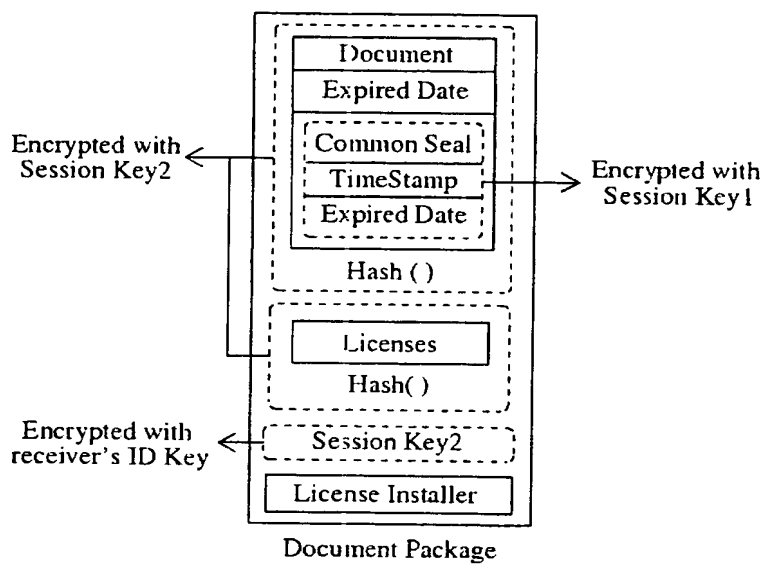 Document
Expired Date
Common Seal
TimeStamp
Expired Date
Hash ( )
Encrypted with
Session Key2
Encrypted with
Session Key1
Licenses
Hash( )
Encrypted with
receiver's ID Key
Session Key2
License Installer
Document Package